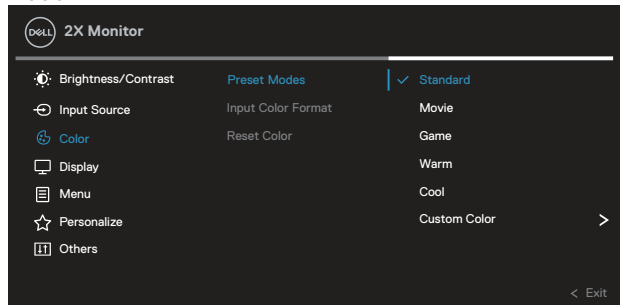 DELL 2X Monitor
Brightness/Contrast Preset Modes Standard
Input Source Input Color Format Movie
Color Reset Color Game
Display Warm
Menu Cool
Personalize Custom Color >
Others
< Exit